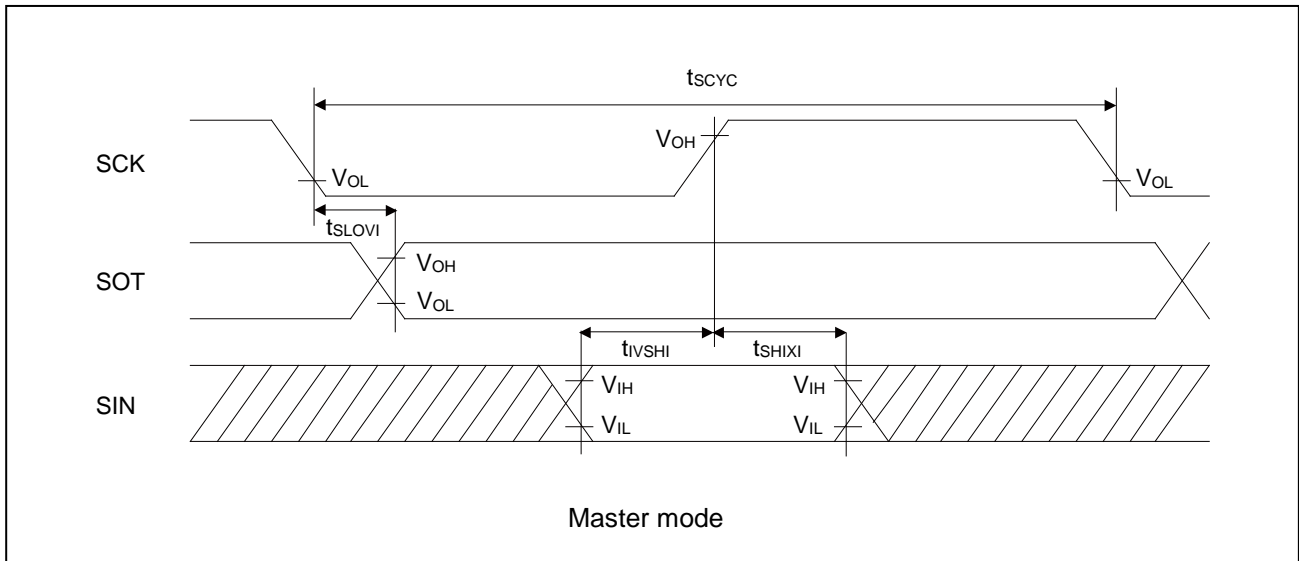 tSCYC
SCK
VOH
VOL
VOL
tSLOVI
SOT
VOH
VOL
tIVSHI
tSHIXI
SIN
VIH
VIH
VIL
VIL
Master mode